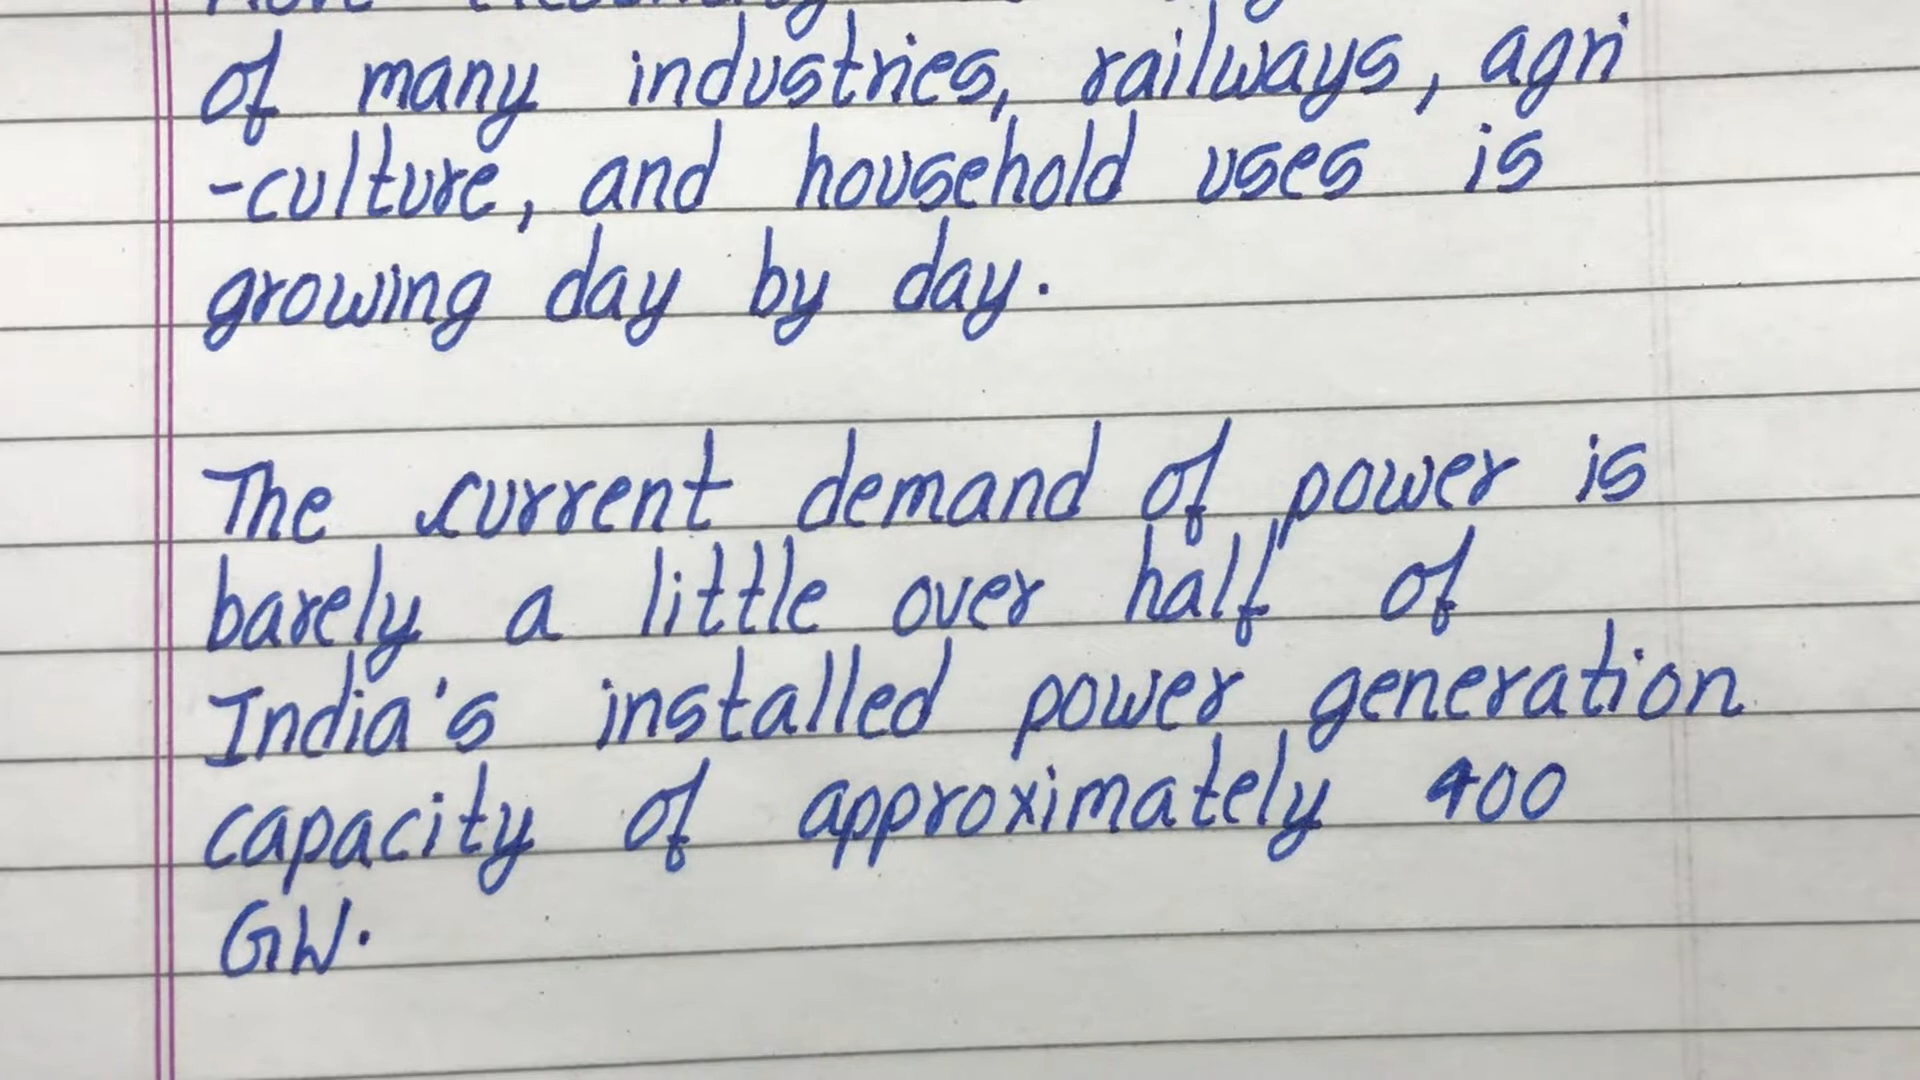 of many industries, railways, agri
-culture, and household uses is
growing day by day.
The current demand of power is
barely a little over half of
India's installed power generation
capacity of approximately 400
GW.